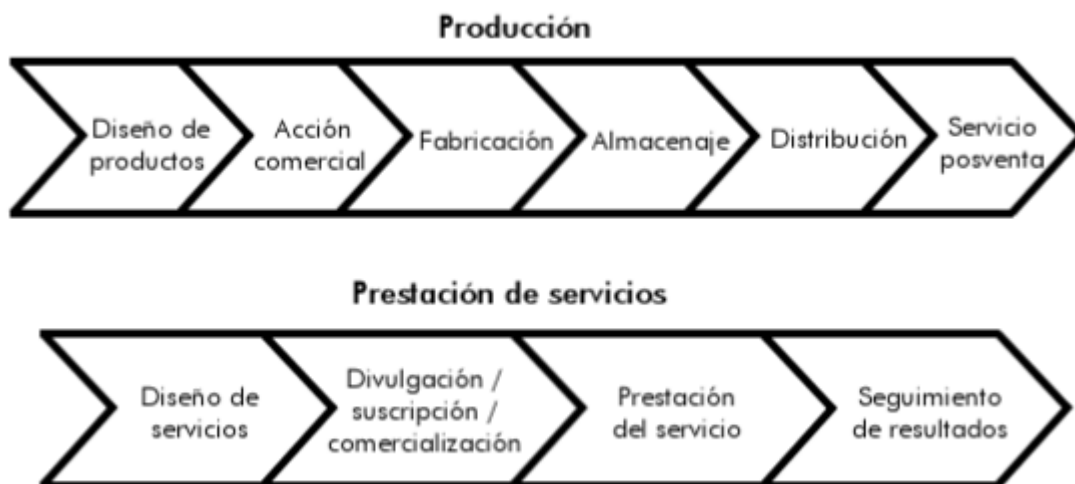 Producción
Diseño de
productos
Acción
comercial
Fabricación
Almacenaje
Distribución
Servicio
posventa
Prestación de servicios
Diseño de
servicios
Divulgación /
suscripción /
comercialización
Prestación
del servicio
Seguimiento
de resultados